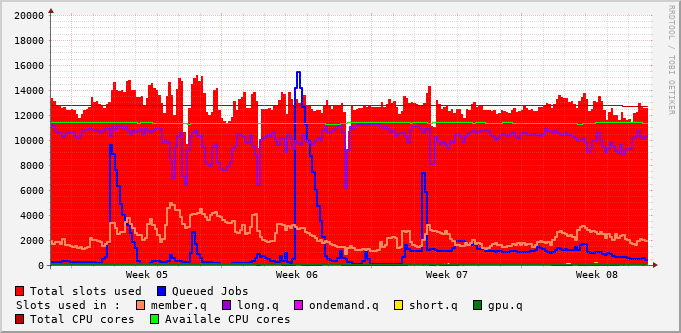 20000
18000
16000
14000
12000
10000
8000
6000
4000
2000
0
Week 05 Week 06 Week 07 Week 08
RRDTOOL / TOBI OETIKER
Total slots used Queued Jobs
Slots used in : member.q long.q ondemand.q short.q gpu.q
Total CPU cores Availale CPU cores